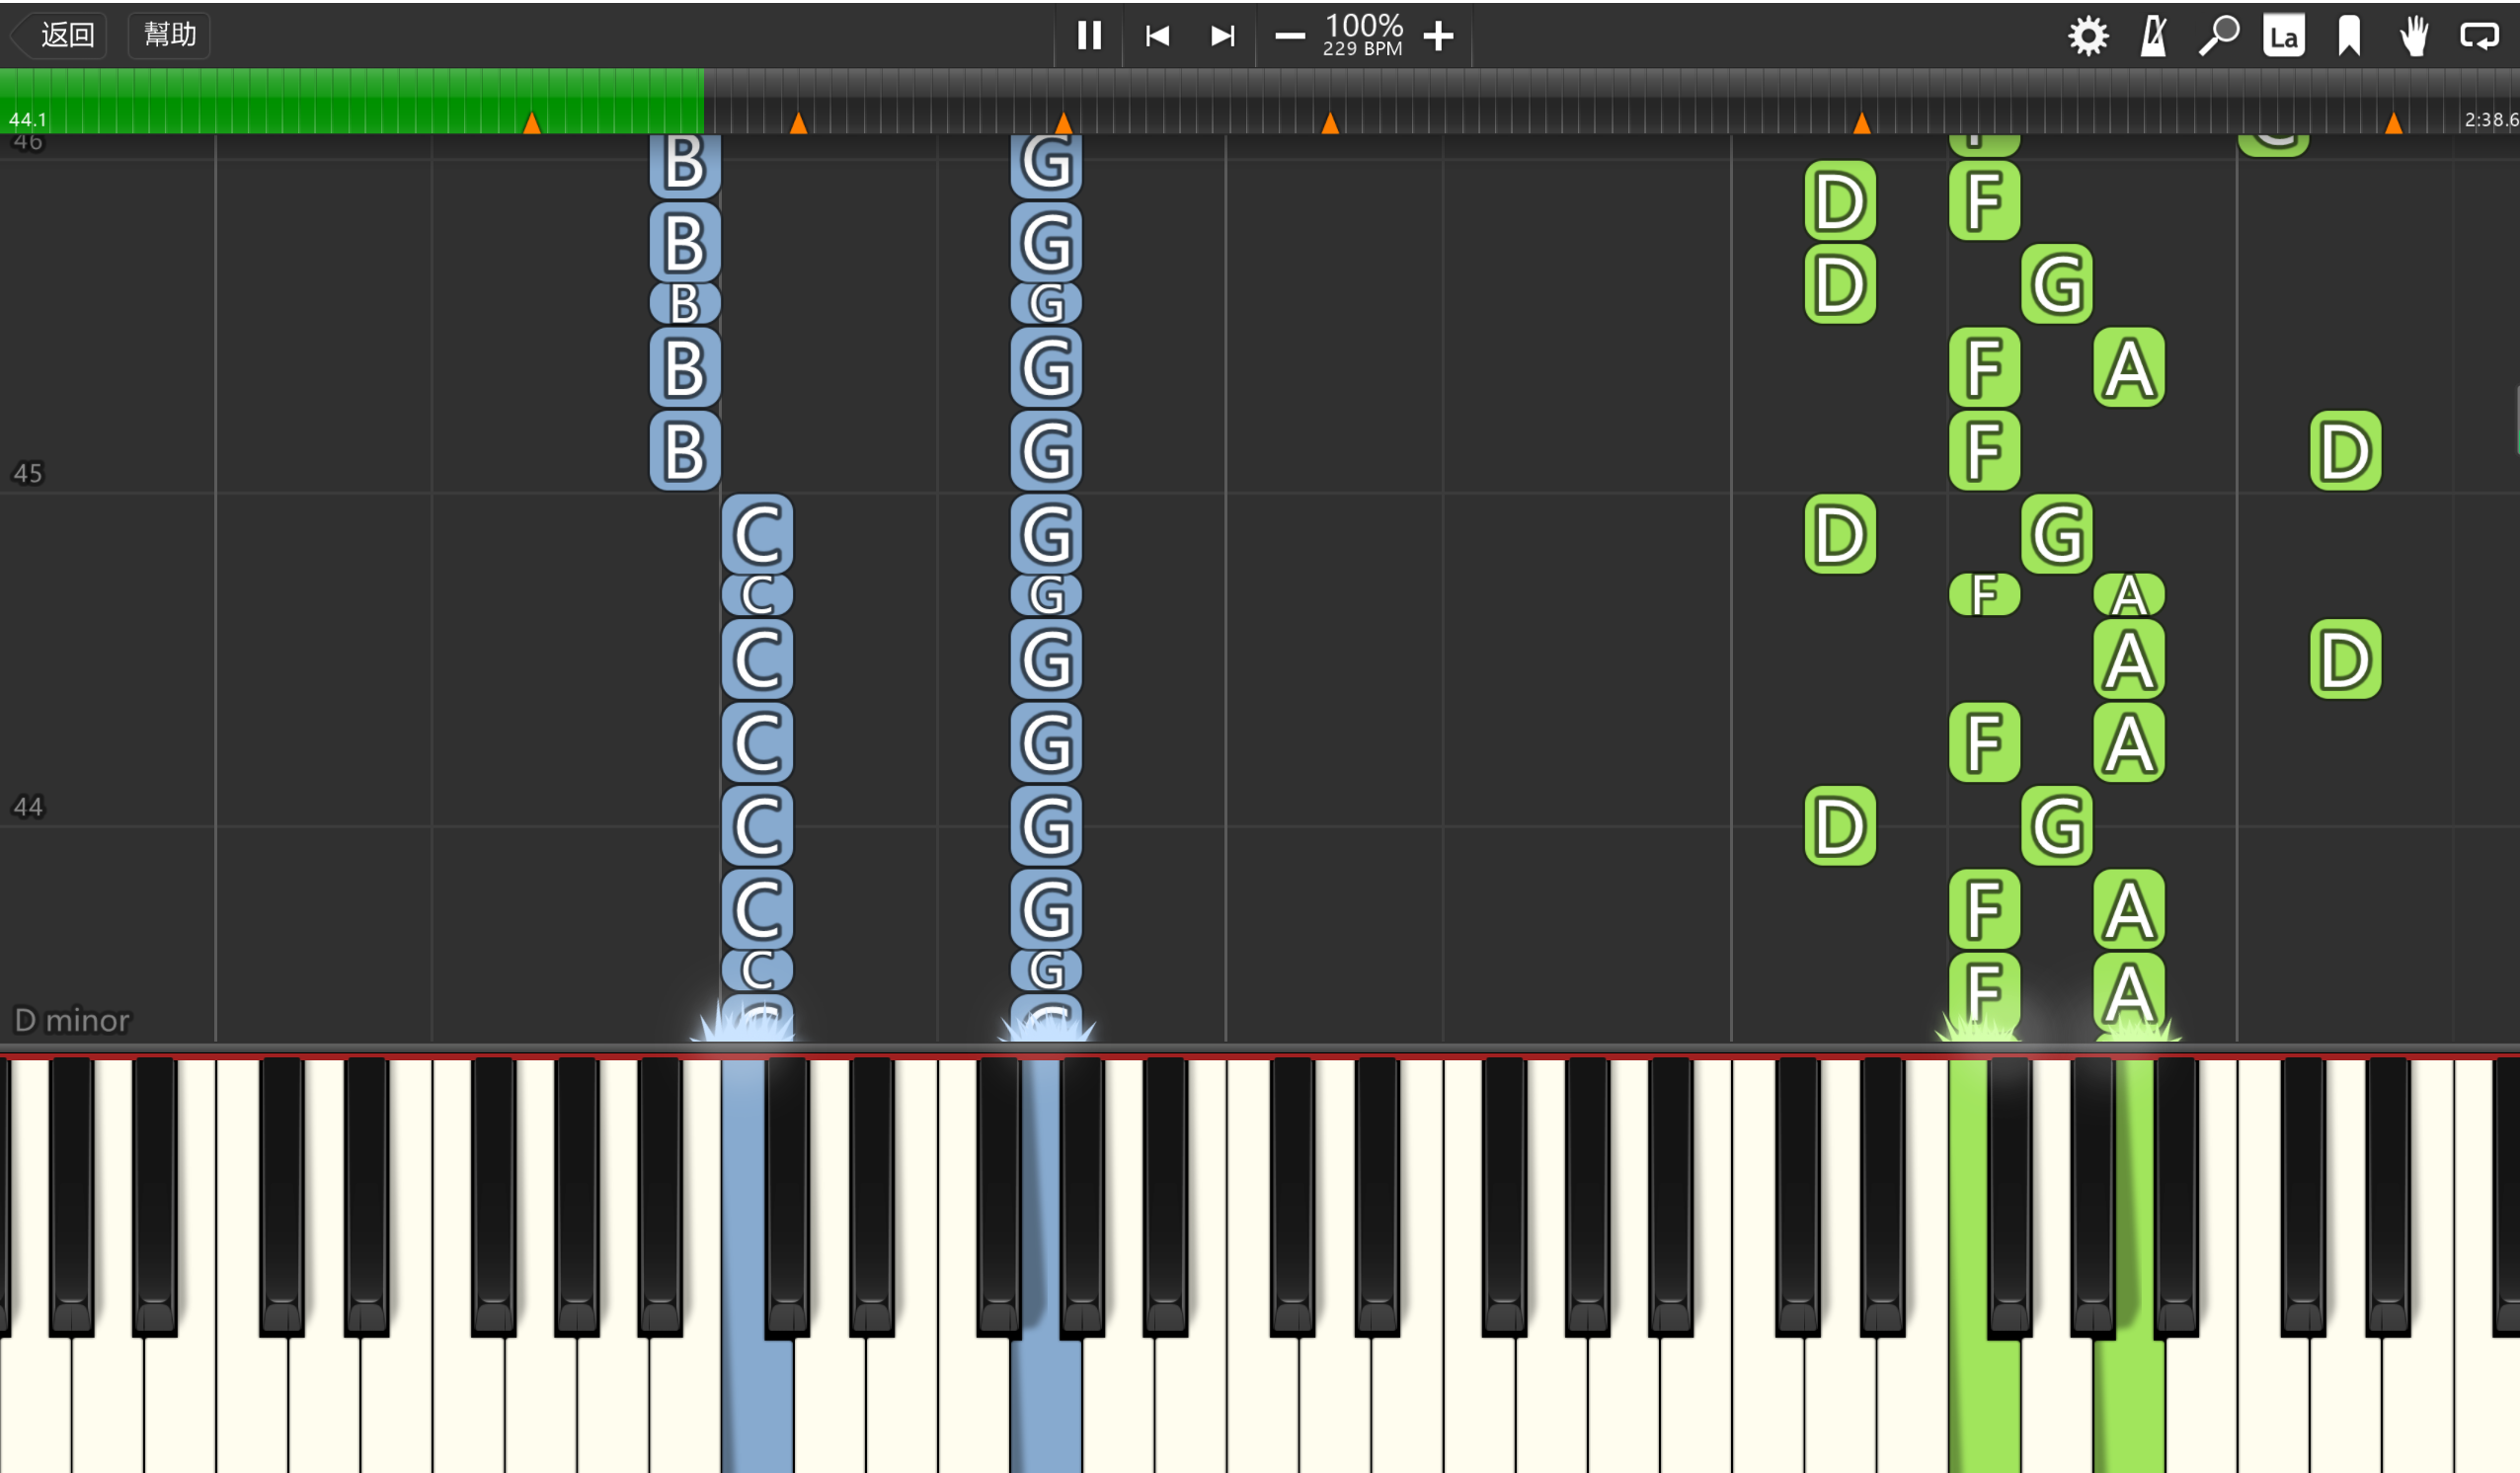 返回 幫助 100% La
229 BPM
44.1 2:38.6
46 B G F C
D F
B G
D G
B G
B G F A
B G F D
45
C G D G
C G F A
C G A D
C G F A
44
C G D G
C G F A
C G
F A
C G
D minor